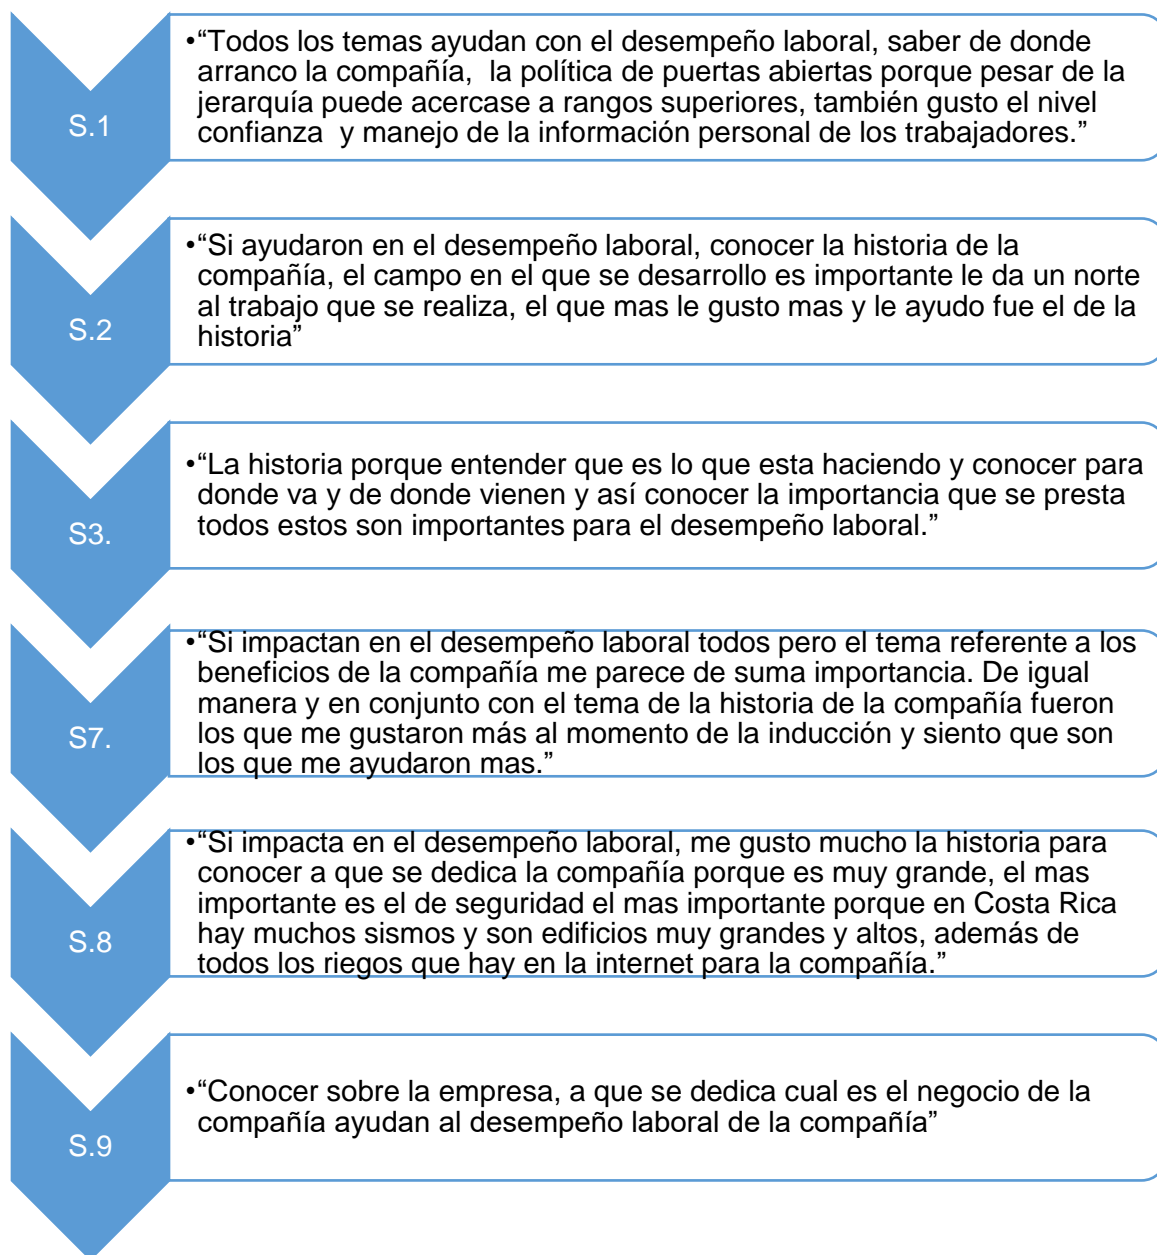 S.1
•“Todos los temas ayudan con el desempeño laboral, saber de donde
arranco la compañía,  la política de puertas abiertas porque pesar de la
jerarquía puede acercase a rangos superiores, también gusto el nivel
confianza  y manejo de la información personal de los trabajadores.”
S.2
•“Si ayudaron en el desempeño laboral, conocer la historia de la
compañía, el campo en el que se desarrollo es importante le da un norte
al trabajo que se realiza, el que mas le gusto mas y le ayudo fue el de la
historia”
S3.
•“La historia porque entender que es lo que esta haciendo y conocer para
donde va y de donde vienen y así conocer la importancia que se presta
todos estos son importantes para el desempeño laboral.”
S7.
•“Si impactan en el desempeño laboral todos pero el tema referente a los
beneficios de la compañía me parece de suma importancia. De igual
manera y en conjunto con el tema de la historia de la compañía fueron
los que me gustaron más al momento de la inducción y siento que son
los que me ayudaron mas.”
S.8
•“Si impacta en el desempeño laboral, me gusto mucho la historia para
conocer a que se dedica la compañía porque es muy grande, el mas
importante es el de seguridad el mas importante porque en Costa Rica
hay muchos sismos y son edificios muy grandes y altos, además de
todos los riegos que hay en la internet para la compañía.”
S.9
•“Conocer sobre la empresa, a que se dedica cual es el negocio de la
compañía ayudan al desempeño laboral de la compañía”